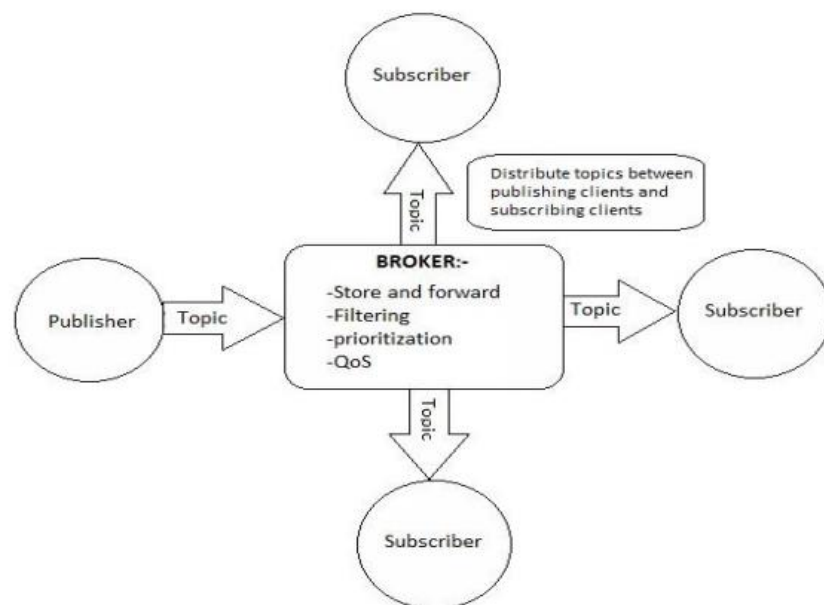 Subscriber
Distribute topics between
publishing clients and
subscribing clients
Topic
BROKER:-
-Store and forward
-Filtering
-prioritization
-QoS
Publisher
Topic
Topic
Subscriber
Topic
Subscriber